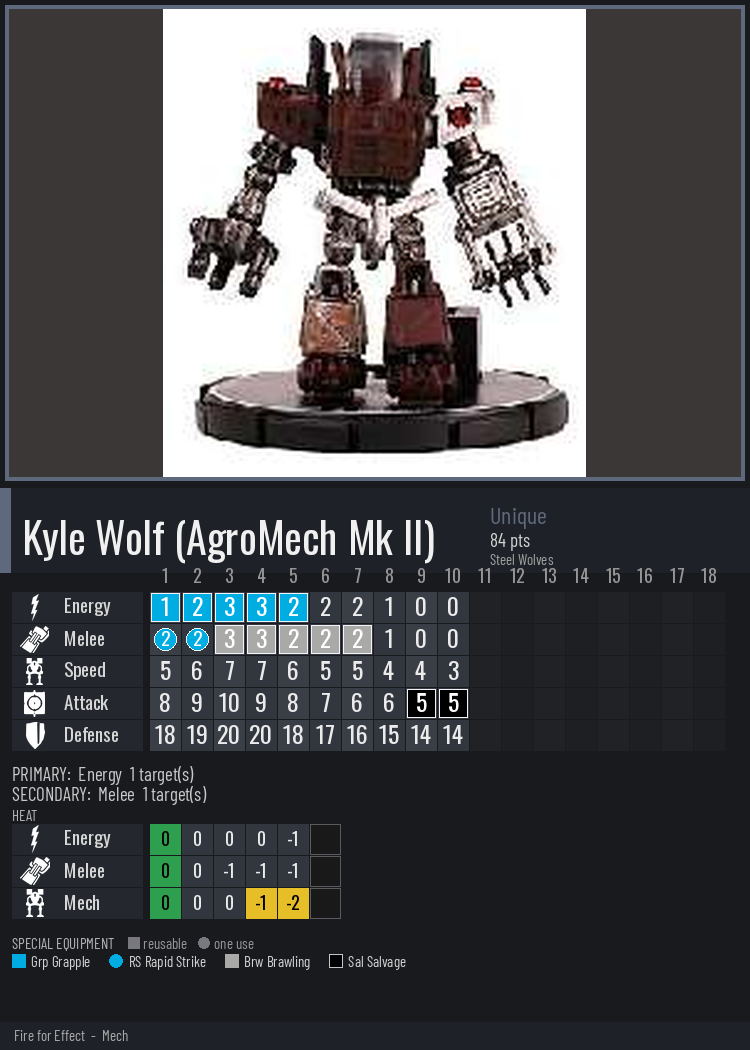 Kyle Wolf (AgroMech Mk II)
Unique
84 pts
Steel Wolves
1 2 3 4 5 6 7 8 9 10 11 12 13 14 15 16 17 18
Energy 1 2 3 3 2 2 2 1 0 0
Melee 2 2 3 3 2 2 2 1 0 0
Speed 5 6 7 7 6 5 5 4 4 3
Attack 8 9 10 9 8 7 6 6 5 5
Defense 18 19 20 20 18 17 16 15 14 14
PRIMARY: Energy 1 target(s)
SECONDARY: Melee 1 target(s)
HEAT
Energy 0 0 0 0 -1
Melee 0 0 -1 -1 -1
Mech 0 0 0 -1 -2
SPECIAL EQUIPMENT reusable one use
Grp Grapple RS Rapid Strike Brw Brawling Sal Salvage
Fire for Effect - Mech